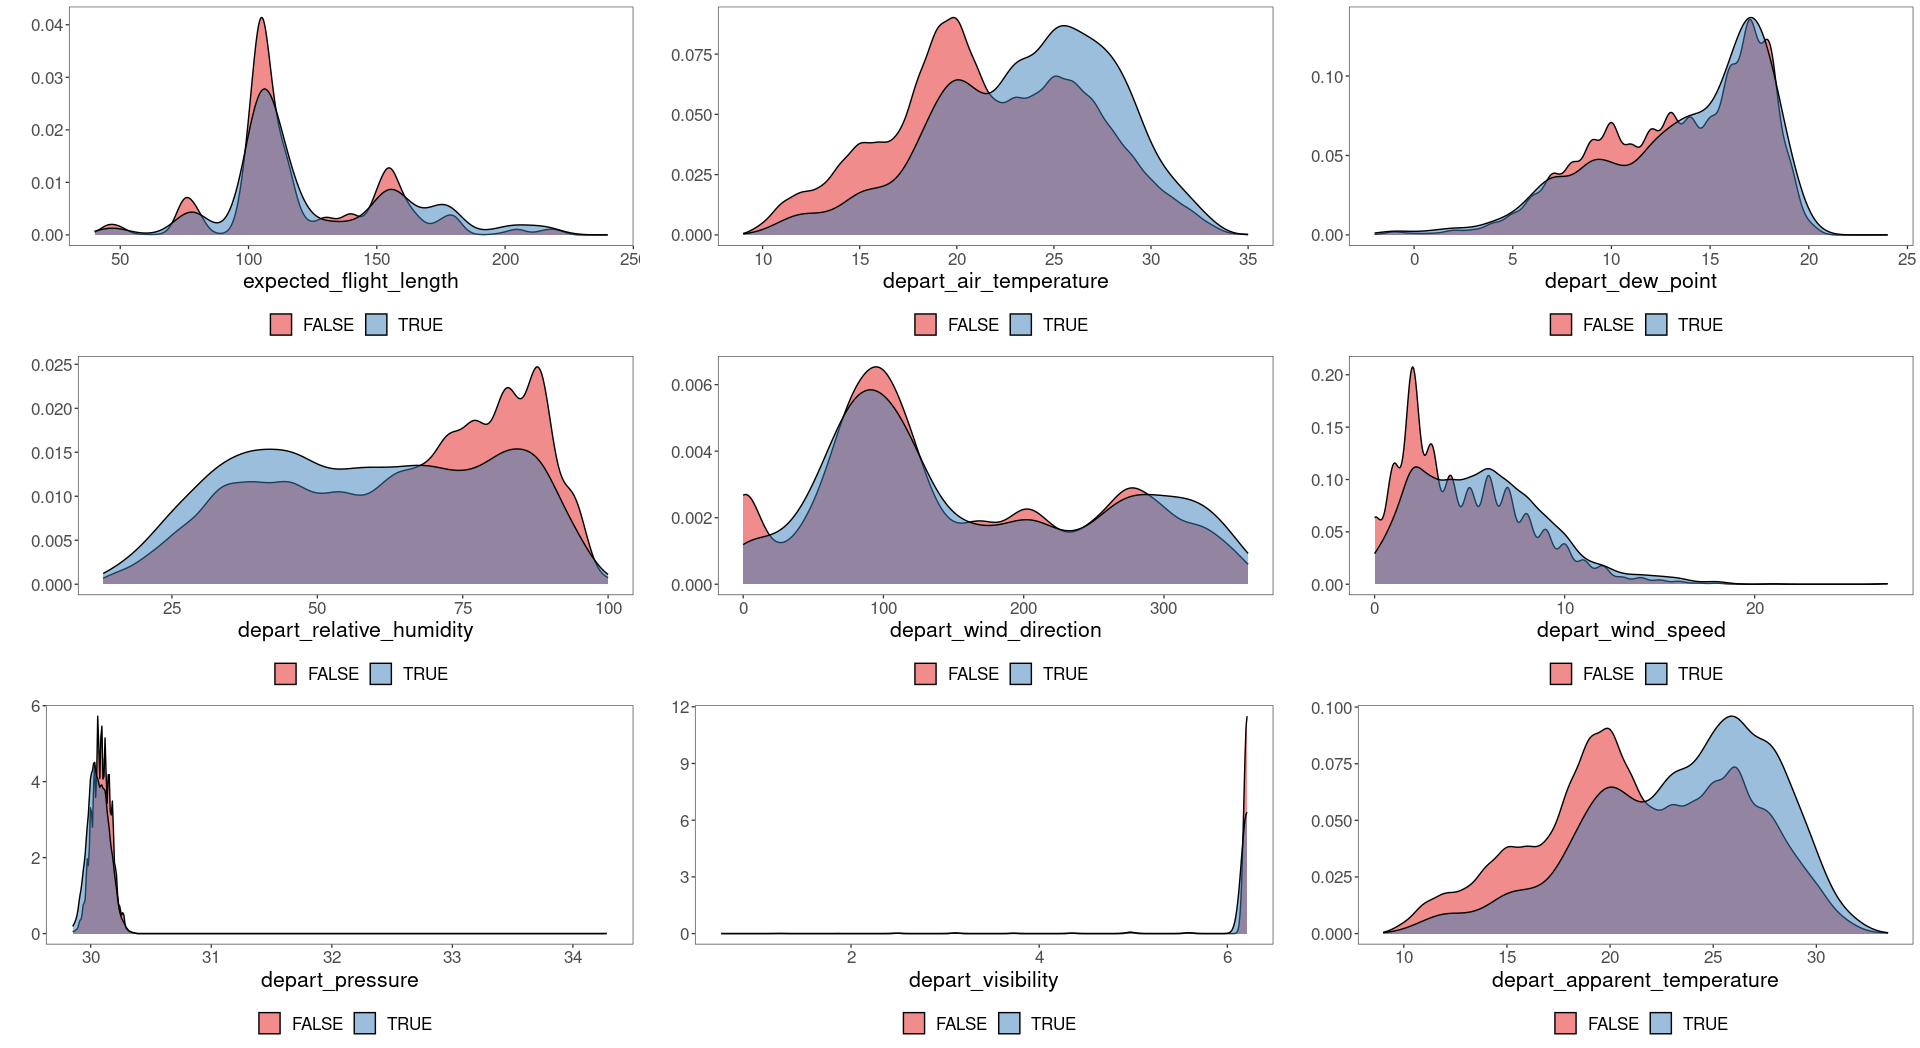 0.04
0.03
0.02
0.01
0.00
50 100 150 200 25
expected_flight_length
FALSE TRUE
0.075
0.050
0.025
0.000
10 15 20 25 30 35
depart_air_temperature
FALSE TRUE
0.10
0.05
0.00
0 5 10 15 20 25
depart_dew_point
FALSE TRUE
0.025
0.020
0.015
0.010
0.005
0.000
25 50 75 100
depart_relative_humidity
FALSE TRUE
0.006
0.004
0.002
0.000
0 100 200 300
depart_wind_direction
FALSE TRUE
0.20
0.15
0.10
0.05
0.00
0 10 20
depart_wind_speed
FALSE TRUE
6
4
2
0
30 31 32 33 34
depart_pressure
FALSE TRUE
12
9
6
3
0
2 4 6
depart_visibility
FALSE TRUE
0.100
0.075
0.050
0.025
0.000
10 15 20 25 30
depart_apparent_temperature
FALSE TRUE